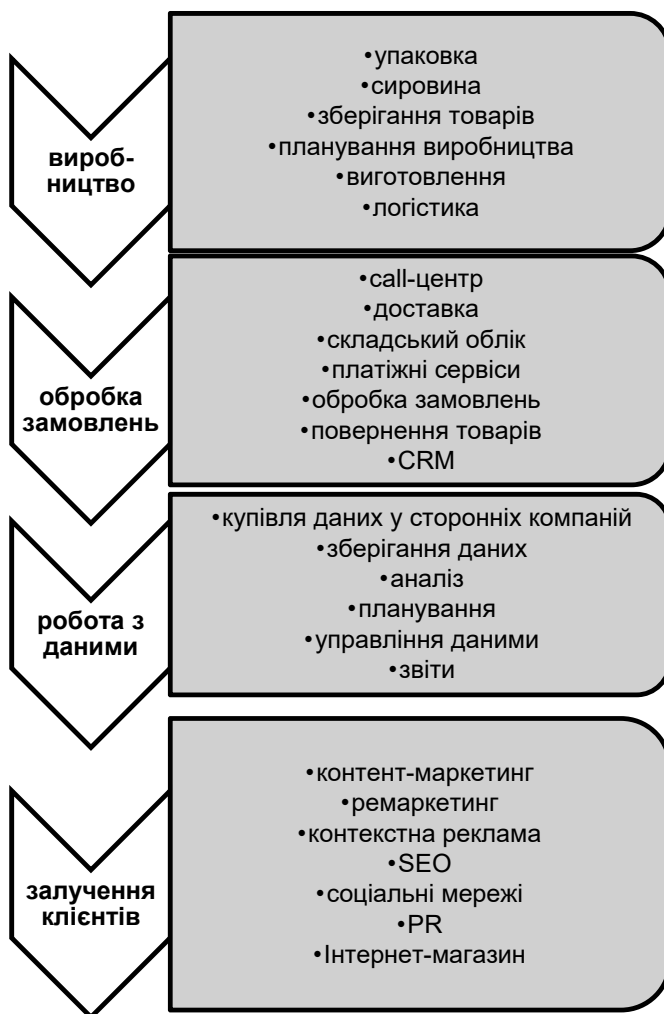 вироб-
ництво
•упаковка
•сировина
•зберігання товарів
•планування виробництва
•виготовлення
•логістика
обробка
замовлень
•call-центр
•доставка
•складський облік
•платіжні сервіси
•обробка замовлень
•повернення товарів
•CRM
робота з
даними
•купівля даних у сторонніх компаній
•зберігання даних
•аналіз
•планування
•управління даними
•звіти
залучення
клієнтів
•контент-маркетинг
•ремаркетинг
•контекстна реклама
•SEO
•соціальні мережі
•PR
•Інтернет-магазин